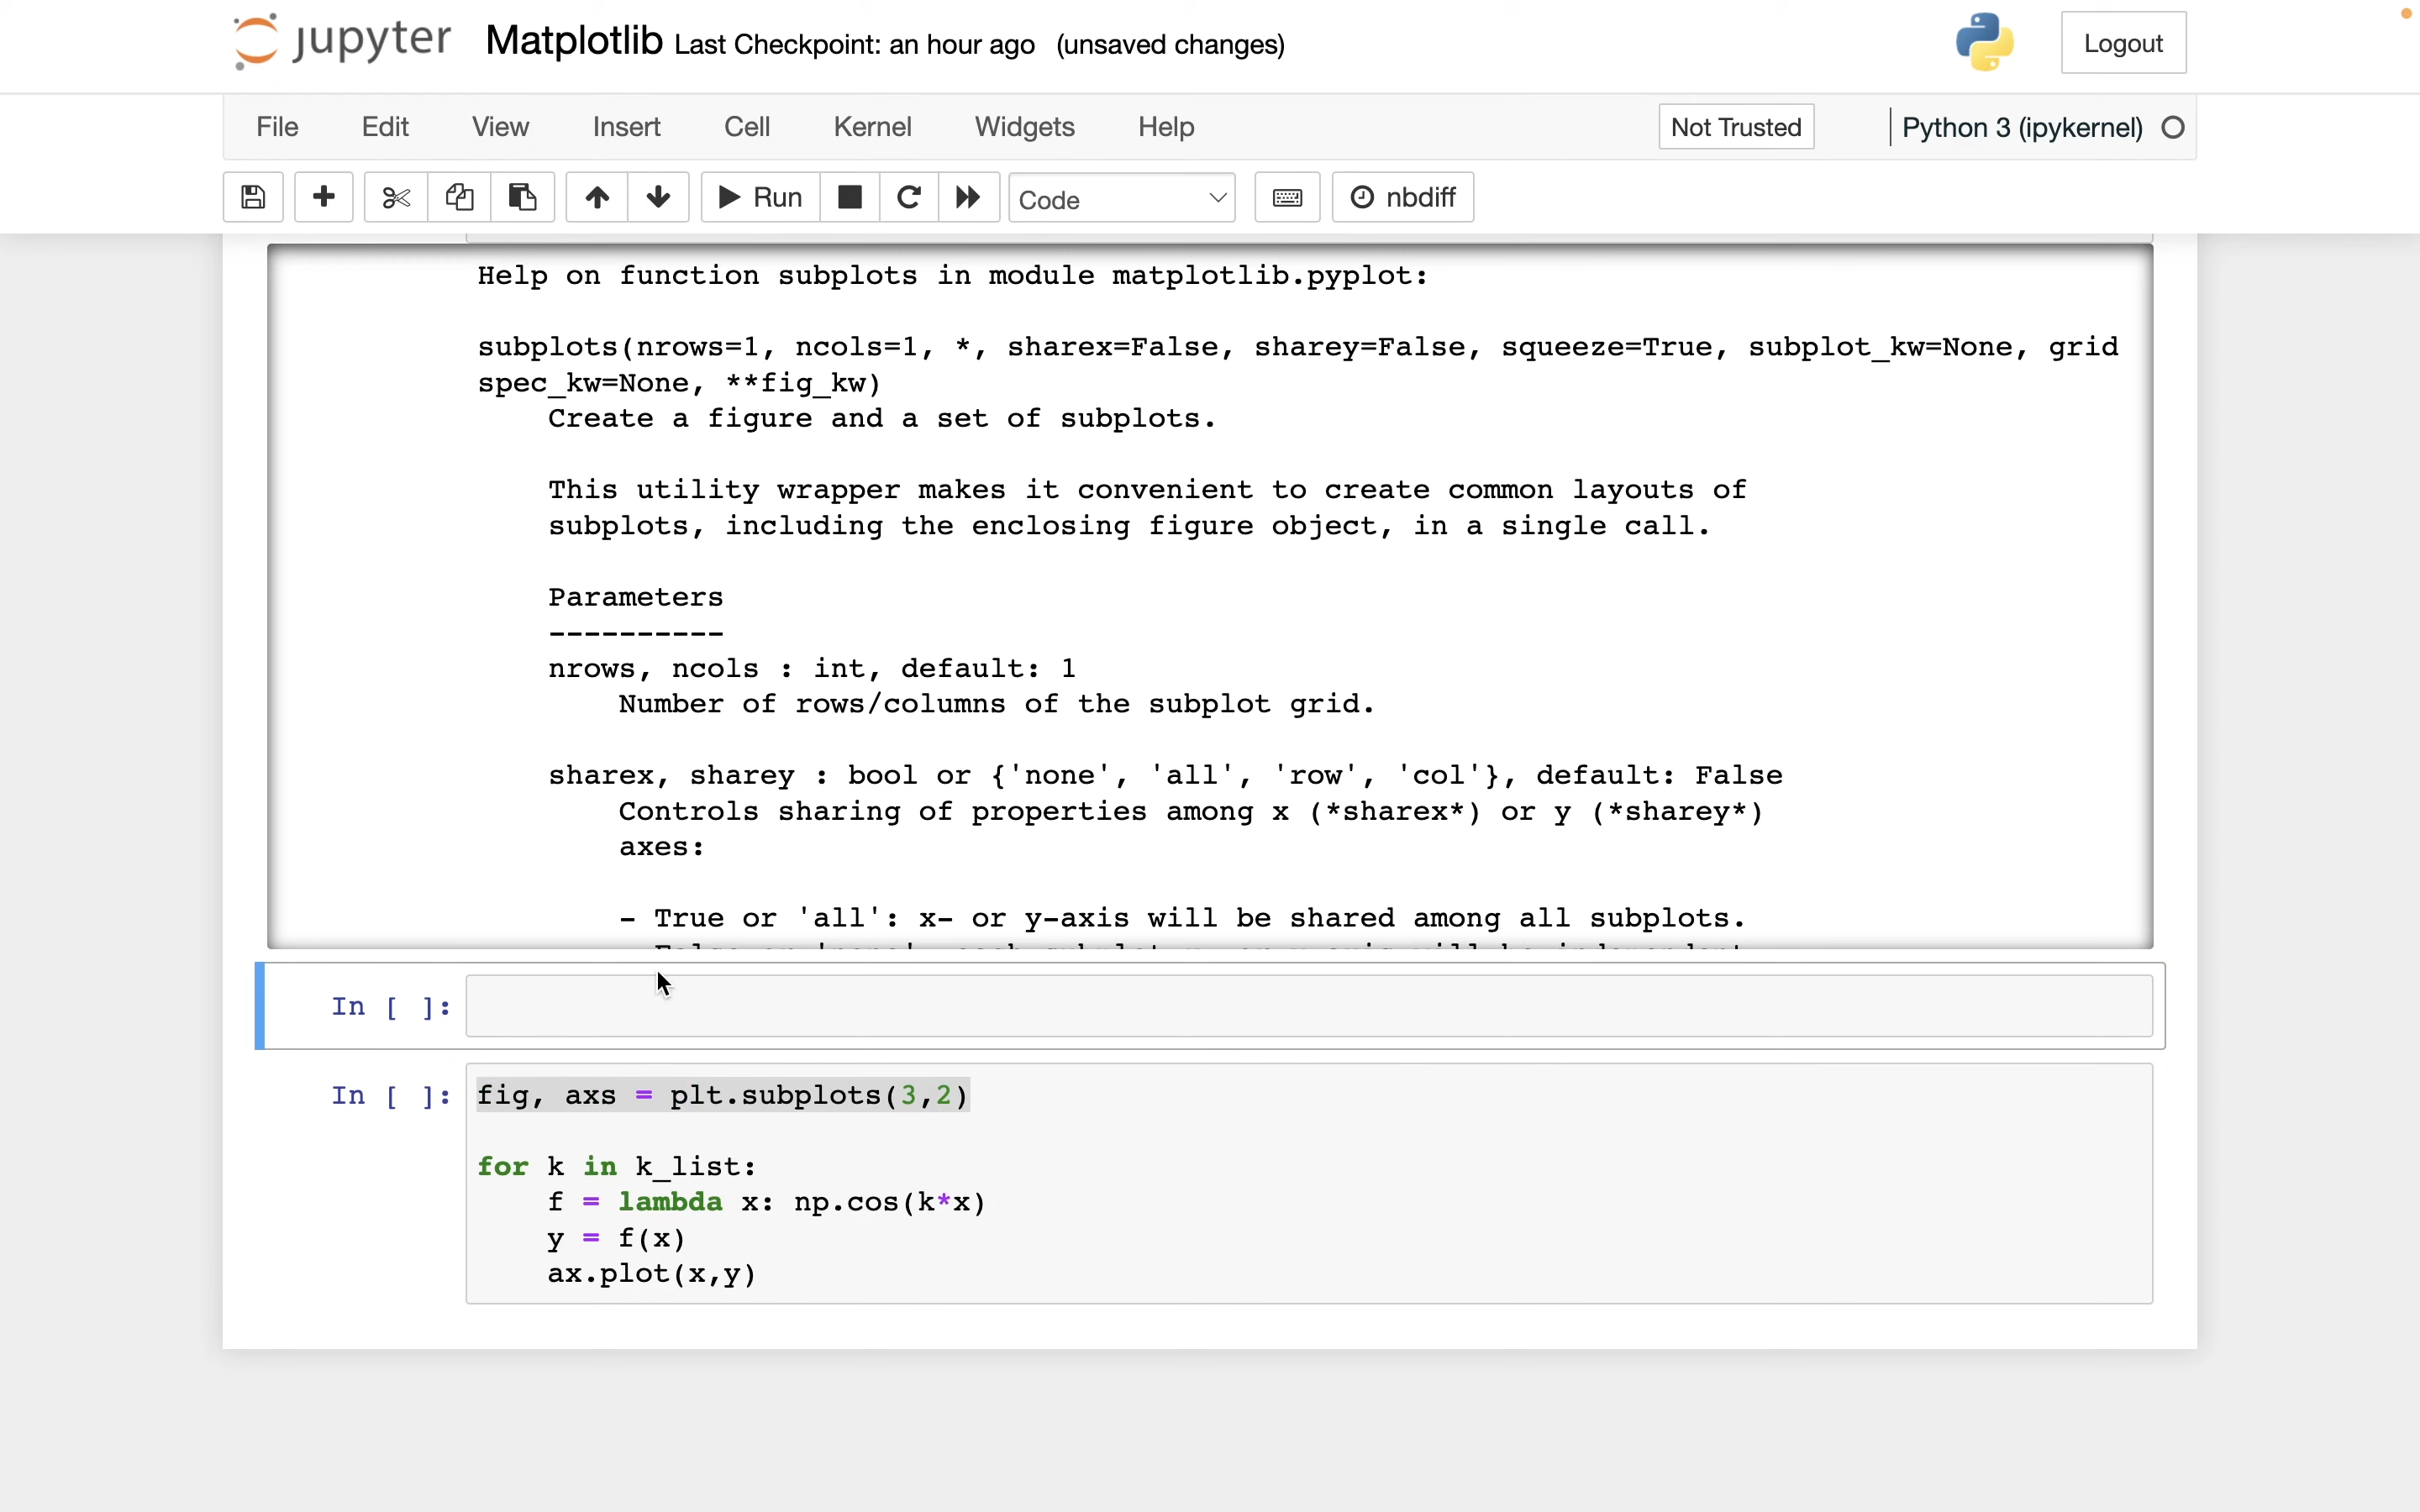 jupyter Matplotlib Last Checkpoint: an hour ago (unsaved changes) Logout
File Edit View Insert Cell Kernel Widgets Help Not Trusted Python 3 (ipykernel)
Run Code nbdiff
Help on function subplots in module matplotlib.pyplot:
subplots(nrows=1, ncols=1, *, sharex=False, sharey=False, squeeze=True, subplot_kw=None, grid
spec_kw=None, **fig_kw)
Create a figure and a set of subplots.
This utility wrapper makes it convenient to create common layouts of
subplots, including the enclosing figure object, in a single call.
Parameters
----------
nrows, ncols : int, default: 1
Number of rows/columns of the subplot grid.
sharex, sharey : bool or {'none', 'all', 'row', 'col'}, default: False
Controls sharing of properties among x (*sharex*) or y (*sharey*)
axes:
- True or 'all': x- or y-axis will be shared among all subplots.
In [ ]:
In [ ]: fig, axs = plt.subplots(3,2)
for k in k_list:
f = lambda x: np.cos(k*x)
y = f(x)
ax.plot(x,y)